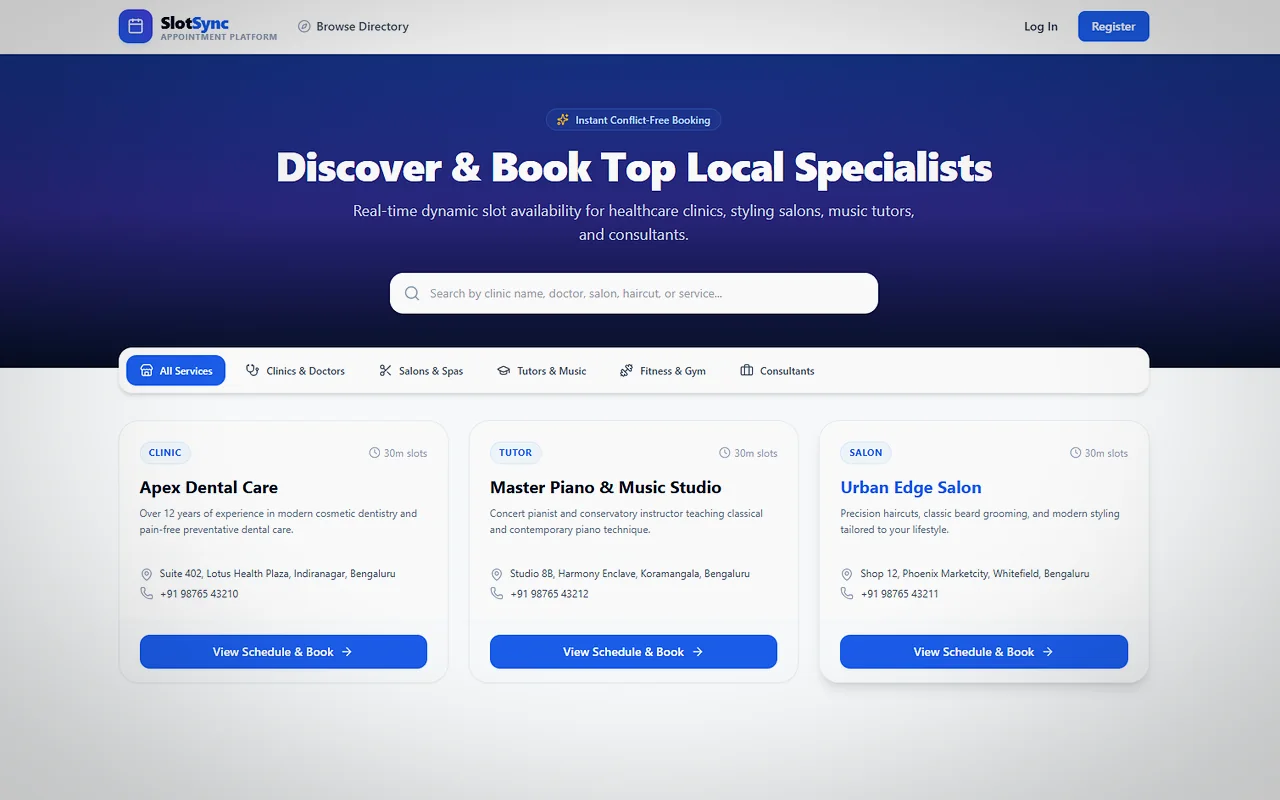 SlotSync
APPOINTMENT PLATFORM
Browse Directory
Log In
Register
Instant Conflict-Free Booking
Discover & Book Top Local Specialists
Real-time dynamic slot availability for healthcare clinics, styling salons, music tutors,
and consultants.
Search by clinic name, doctor, salon, haircut, or service...
All Services
Clinics & Doctors
Salons & Spas
Tutors & Music
Fitness & Gym
Consultants
CLINIC
30m slots
Apex Dental Care
Over 12 years of experience in modern cosmetic dentistry and
pain-free preventative dental care.
Suite 402, Lotus Health Plaza, Indiranagar, Bengaluru
+91 98765 43210
View Schedule & Book
TUTOR
30m slots
Master Piano & Music Studio
Concert pianist and conservatory instructor teaching classical
and contemporary piano technique.
Studio 8B, Harmony Enclave, Koramangala, Bengaluru
+91 98765 43212
View Schedule & Book
SALON
30m slots
Urban Edge Salon
Precision haircuts, classic beard grooming, and modern styling
tailored to your lifestyle.
Shop 12, Phoenix Marketcity, Whitefield, Bengaluru
+91 98765 43211
View Schedule & Book